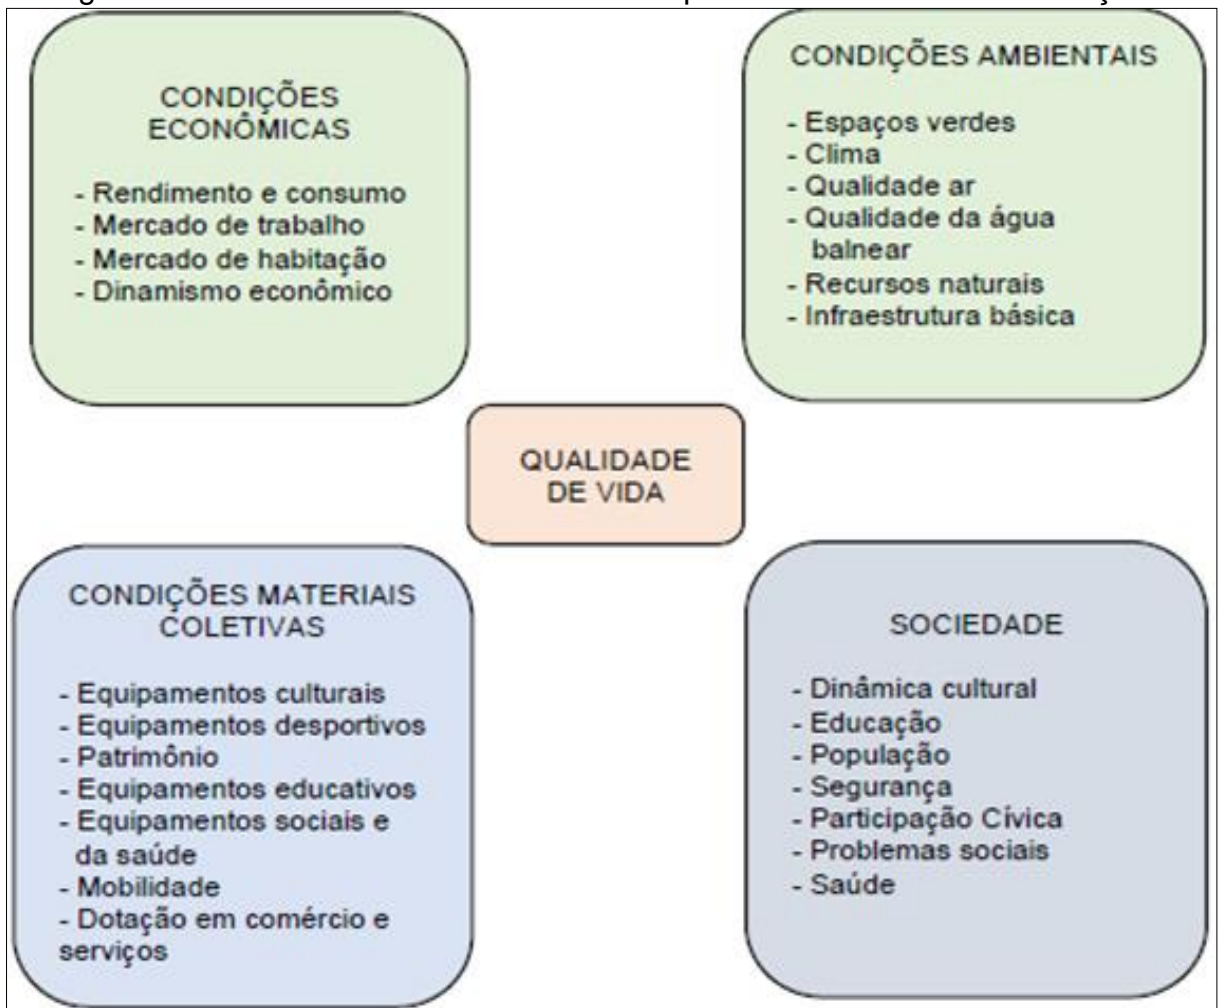 CONDIÇÕES
ECONÔMICAS
- Rendimento e consumo
- Mercado de trabalho
- Mercado de habitação
- Dinamismo econômico
CONDIÇÕES AMBIENTAIS
- Espaços verdes
- Clima
- Qualidade ar
- Qualidade da água
balnear
- Recursos naturais
- Infraestrutura básica
QUALIDADE
DE VIDA
CONDIÇÕES MATERIAIS
COLETIVAS
- Equipamentos culturais
- Equipamentos desportivos
- Patrimônio
- Equipamentos educativos
- Equipamentos sociais e
da saúde
- Mobilidade
- Dotação em comércio e
serviços
SOCIEDADE
- Dinâmica cultural
- Educação
- População
- Segurança
- Participação Cívica
- Problemas sociais
- Saúde